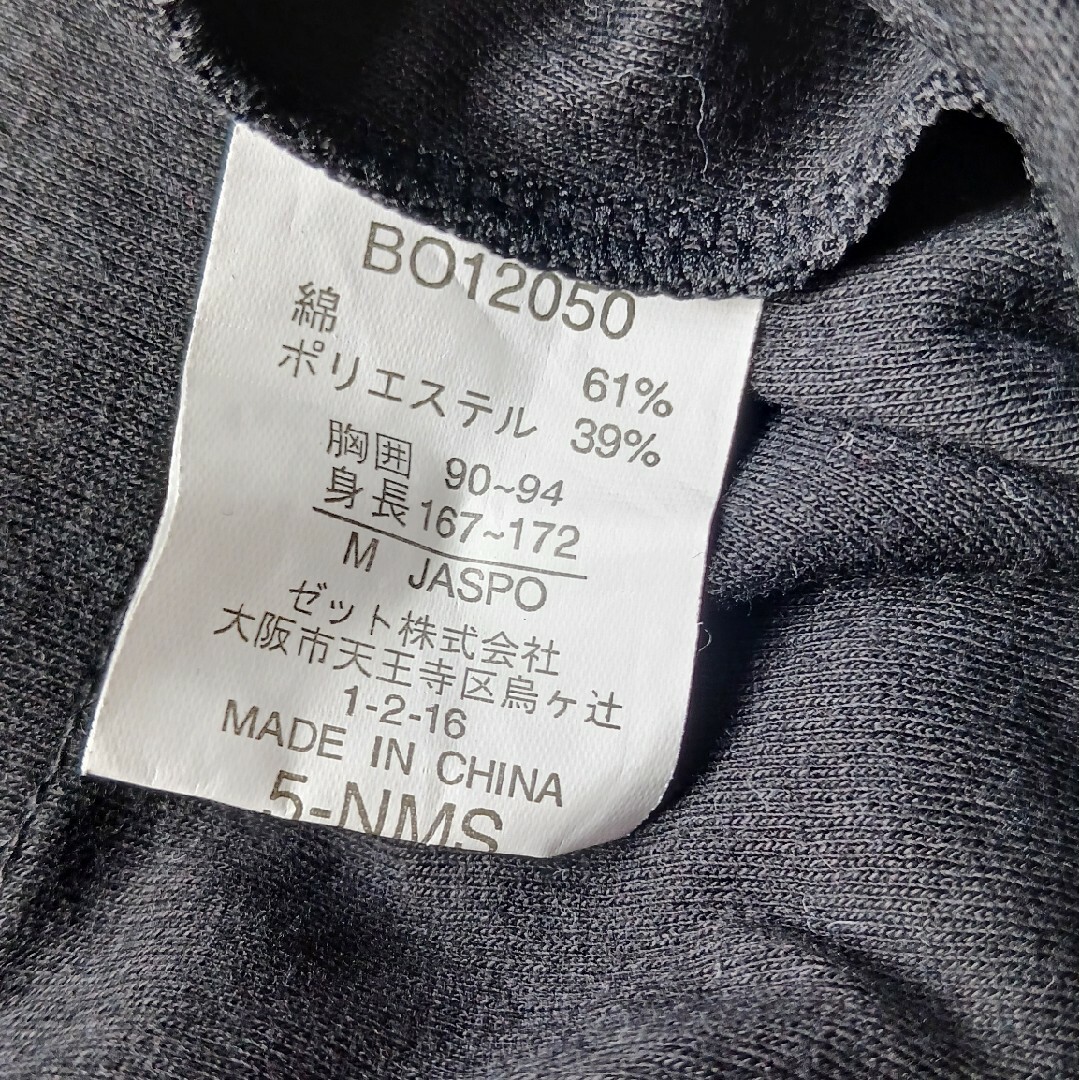 BO12050
綿 61%
ポリエステル 39%
胸囲 90~94
身長 167~172
M JASPO
ゼット株式会社
大阪市天王寺区烏ヶ辻
1-2-16
MADE IN CHINA
5-NMS